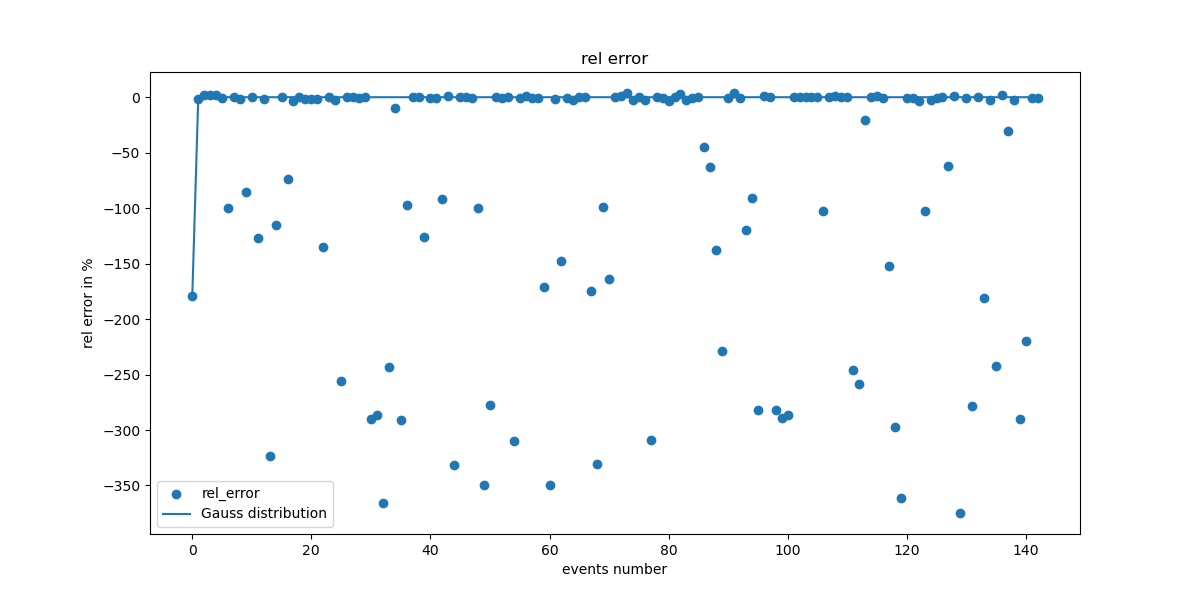 rel error
0
−50
−100
−150
−200
−250
−300
−350
rel error in %
rel_error
Gauss distribution
0 20 40 60 80 100 120 140
events number